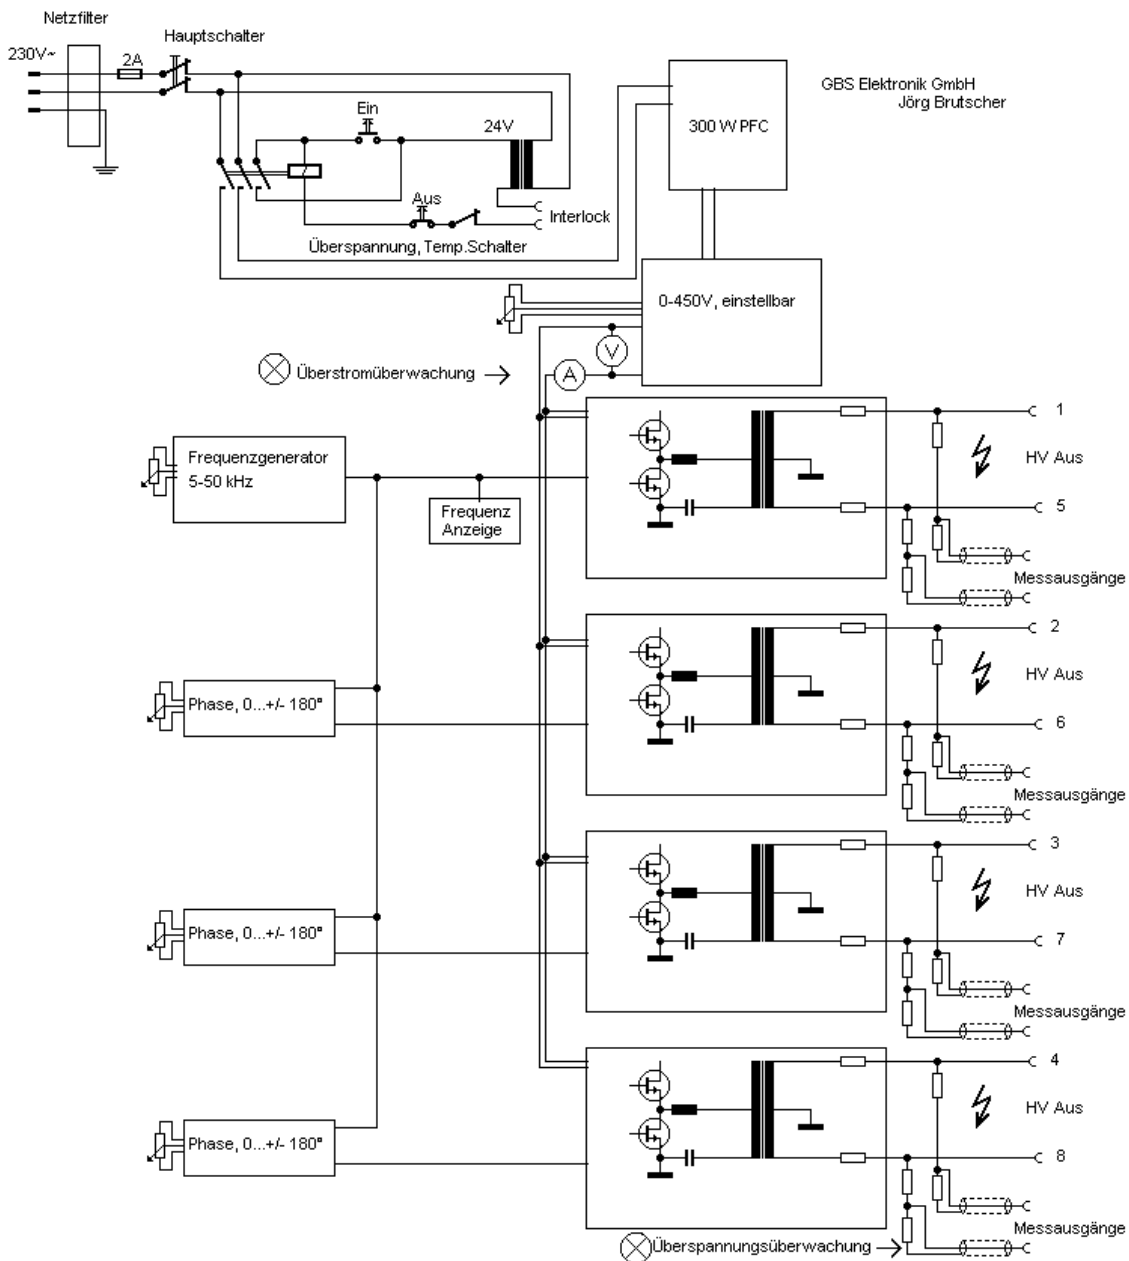 Netzfilter
Hauptschalter
230V~
2A
GBS Elektronik GmbH
Jörg Brutscher
Ein
24V
300 W PFC
Aus
Interlock
Überspannung, Temp.Schalter
0-450V, einstellbar
V
Überstromüberwachung
A
1
Frequenzgenerator
5-50 kHz
HV Aus
Frequenz
Anzeige
5
Messausgänge
2
HV Aus
Phase, 0...+/- 180°
6
Messausgänge
3
HV Aus
Phase, 0...+/- 180°
7
Messausgänge
4
HV Aus
Phase, 0...+/- 180°
8
Messausgänge
Überspannungsüberwachung